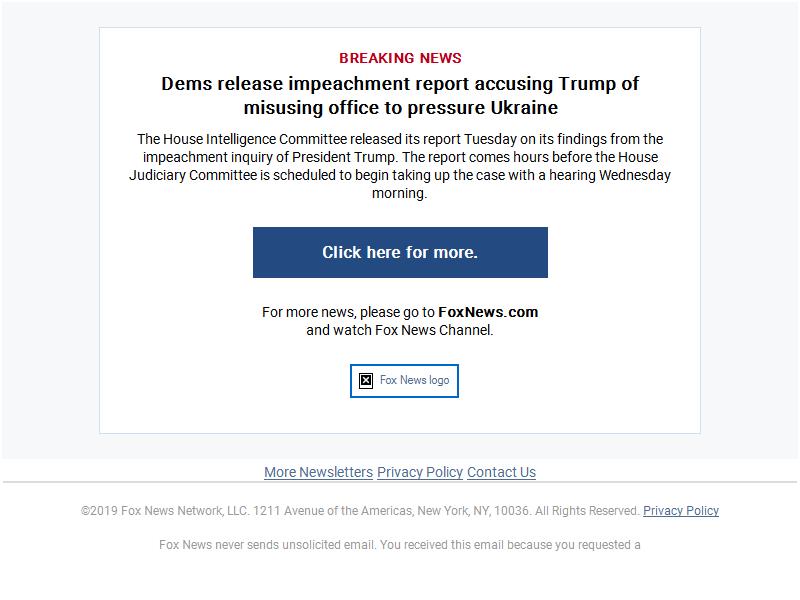 BREAKING NEWS
Dems release impeachment report accusing Trump of
misusing office to pressure Ukraine
The House Intelligence Committee released its report Tuesday on its findings from the
impeachment inquiry of President Trump. The report comes hours before the House
Judiciary Committee is scheduled to begin taking up the case with a hearing Wednesday
morning.
Click here for more.
For more news, please go to FoxNews.com
and watch Fox News Channel.
Fox News logo
More Newsletters Privacy Policy Contact Us
©2019 Fox News Network, LLC. 1211 Avenue of the Americas, New York, NY, 10036. All Rights Reserved. Privacy Policy
Fox News never sends unsolicited email. You received this email because you requested a